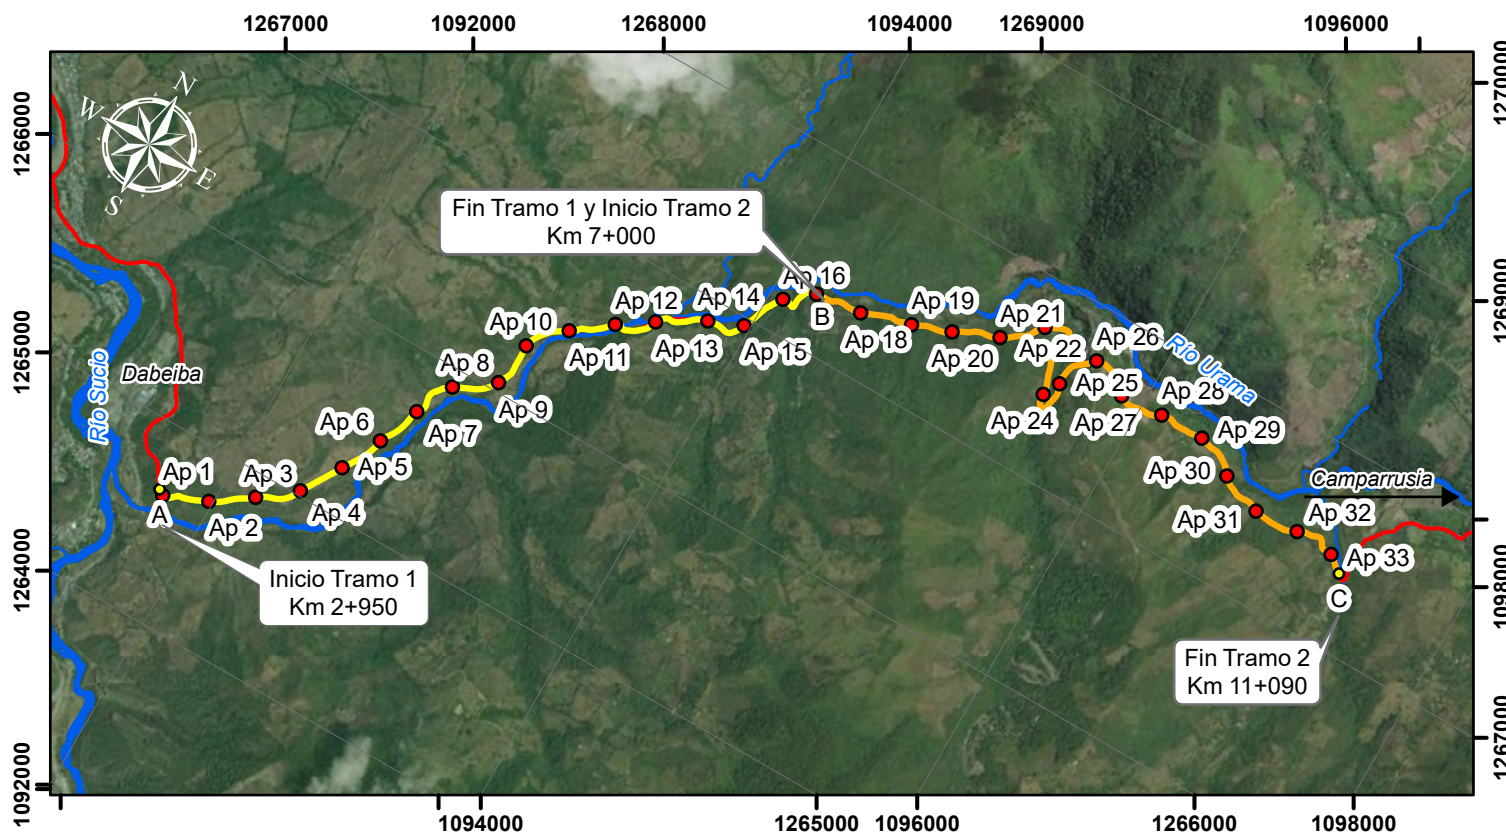 1267000
1092000
1268000
1094000
1269000
1096000
1270000
1266000
N
W
E
S
Fin Tramo 1 y Inicio Tramo 2
Km 7+000
Ap 16
B
Ap 12
Ap 14
Ap 19
Ap 10
Ap 11
Ap 13
Ap 15
Ap 18
Ap 20
Ap 21
Ap 22
Ap 26
Río Urama
1269000
1265000
Río Sucio
Dabeiba
Ap 8
Ap 9
Ap 25
Ap 28
Ap 24
Ap 27
Ap 6
Ap 7
Ap 29
Ap 1
Ap 3
Ap 5
Ap 30
Camparrusia
A
Ap 2
Ap 4
Ap 31
Ap 32
Ap 33
C
1264000
Inicio Tramo 1
Km 2+950
1268000
1098000
Fin Tramo 2
Km 11+090
1267000
1092000
1094000
1265000
1096000
1266000
1098000